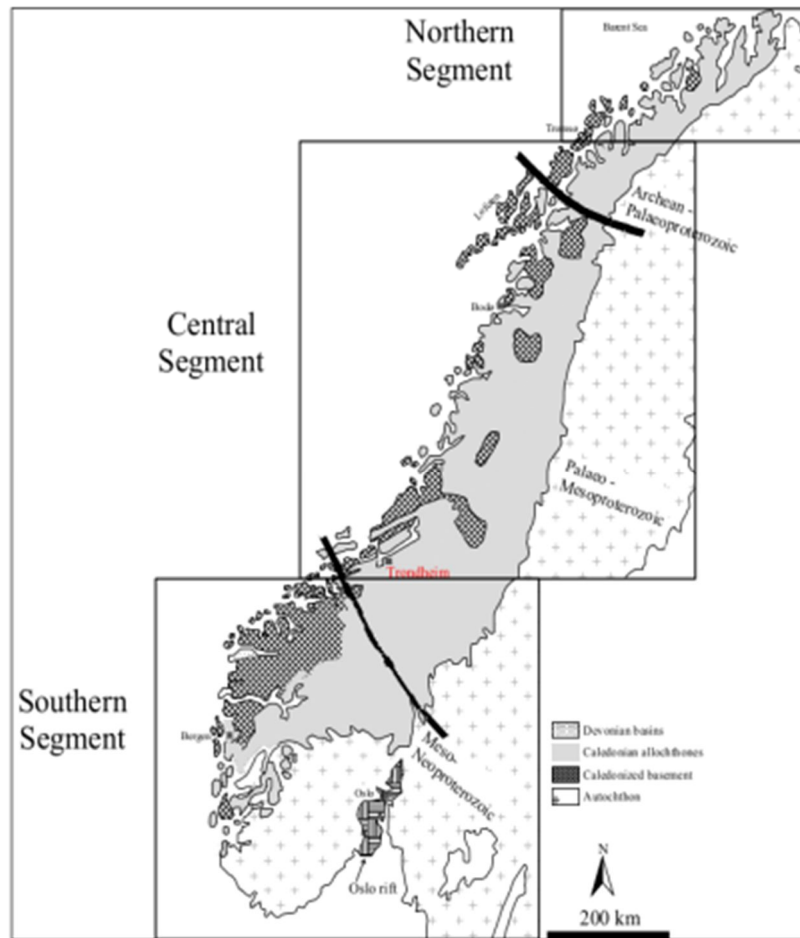 Northern
Segment
Barent Sea
Tromsø
Archean -
Palaeoproterozoic
Lofoten
Bodø
Central
Segment
Palaeo -
Mesoproterozoic
Trondheim
Southern
Segment
Bergen
Meso-
Neoproterozoic
Oslo
Oslo rift
Devonian basins
Caledonian allochthones
Caledonized basement
Autochthon
N
200 km